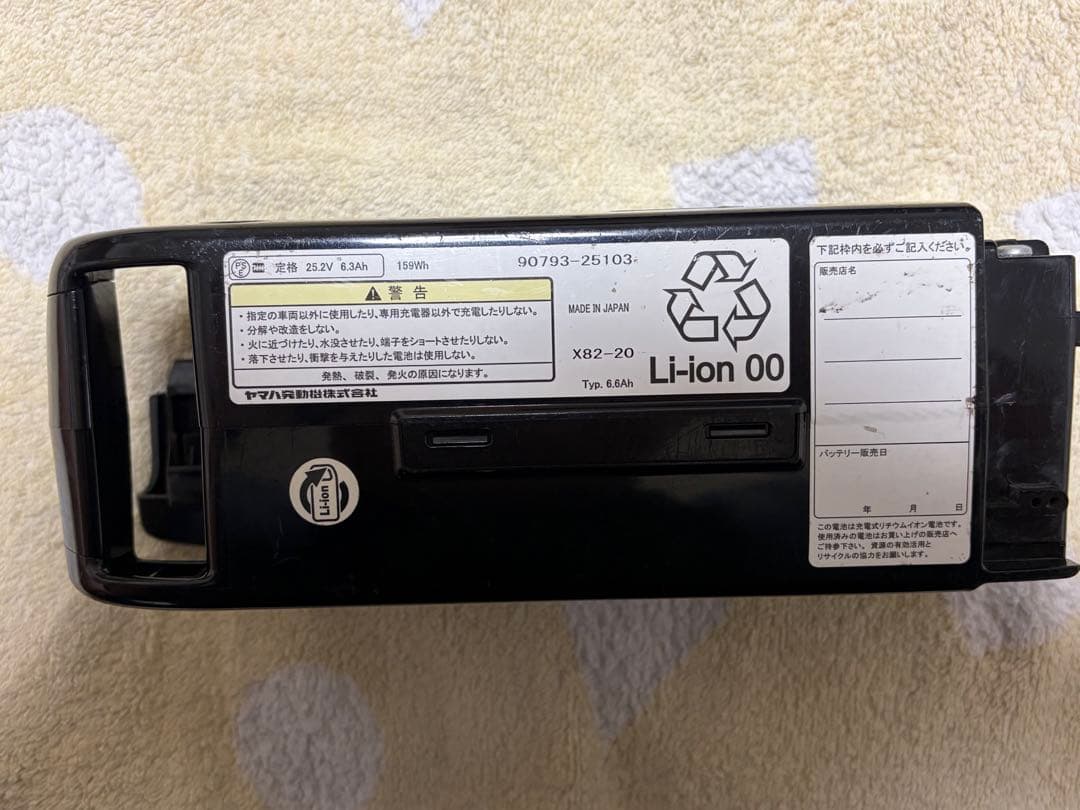 PS
E
定格 25.2V 6.3Ah
159Wh
90793-25103
警告
・指定の車両以外に使用したり、専用充電器以外で充電したりしない。
・分解や改造をしない。
・火に近づけたり、水没させたり、端子をショートさせたりしない。
・落下させたり、衝撃を与えたりした電池は使用しない。
発熱、破裂、発火の原因になります。
ヤマハ発動機株式会社
MADE IN JAPAN
X82-20
Typ. 6.6Ah
Li-ion 00
Li-ion
下記枠内を必ずご記入ください。
販売店名
バッテリー販売日
年 月 日
この電池は充電式リチウムイオン電池です。
使用済みの電池はお買い上げの販売店へ
ご持参下さい。資源の有効活用と
リサイクルの協力をお願いします。